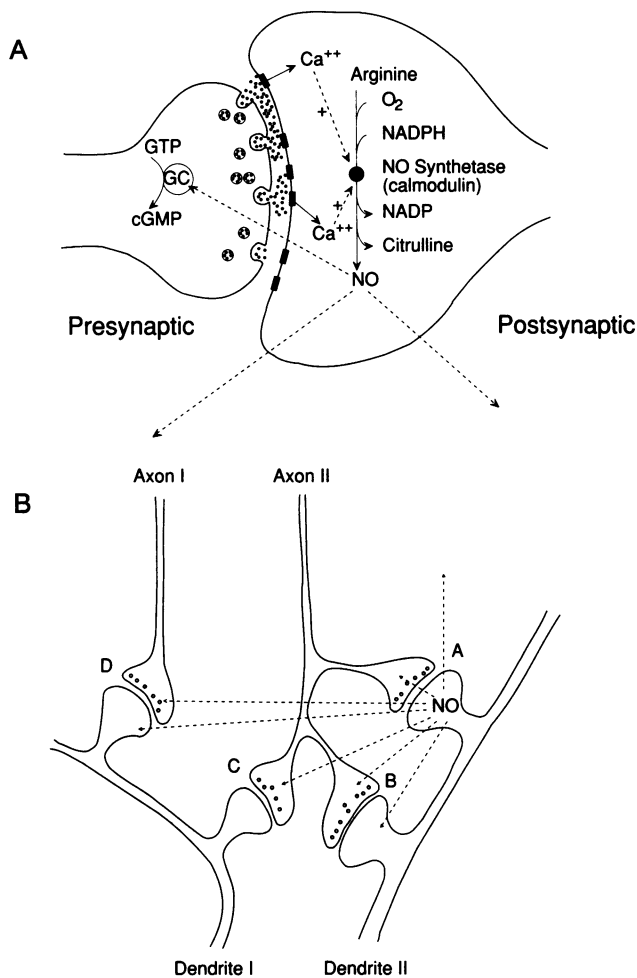 A
Ca++
Arginine
O2
NADPH
GTP
GC
NO Synthetase
(calmodulin)
cGMP
NADP
Ca++
Citrulline
NO
+
+
Presynaptic
Postsynaptic
Axon I
Axon II
B
D
A
NO
C
B
Dendrite I
Dendrite II